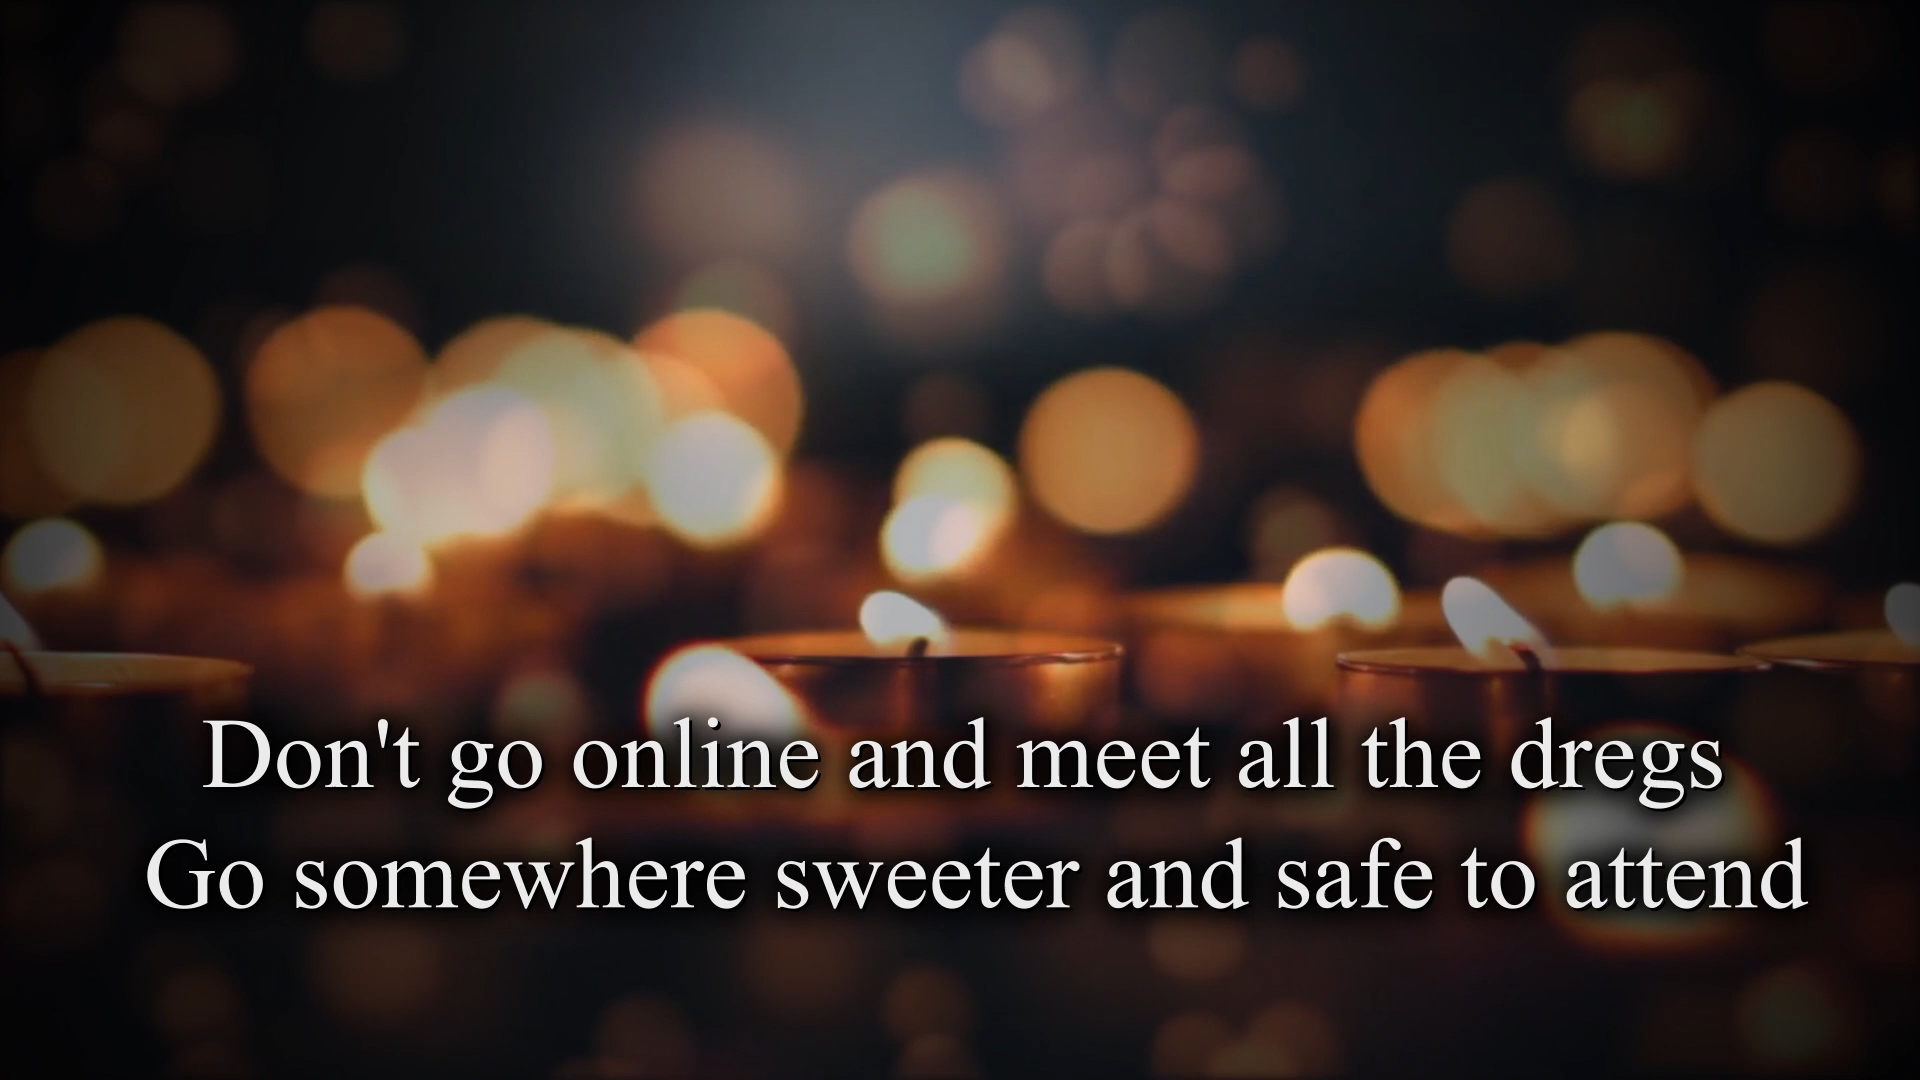 Don't go online and meet all the dregs
Go somewhere sweeter and safe to attend